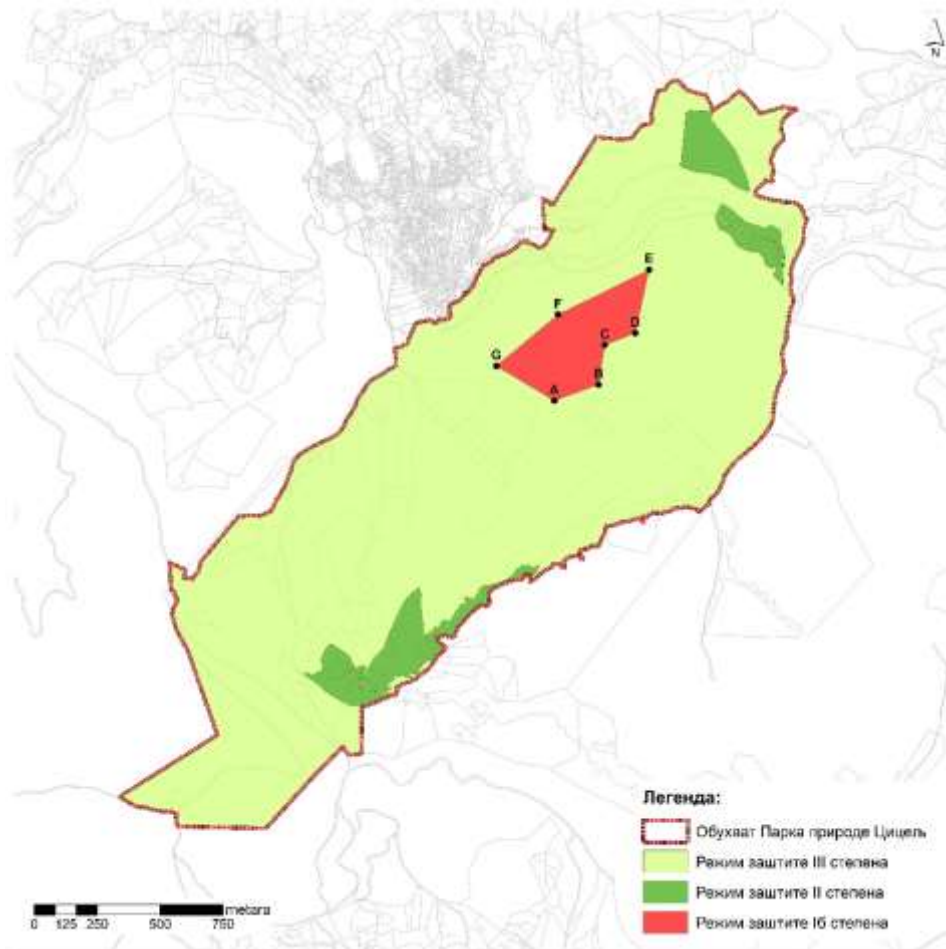 N
E
F
D
C
G
B
A
Легенда:
Обухват Парка природе Цицељ
Режим заштите III степена
Режим заштите II степена
Режим заштите Iб степена
metara
0 125 250 500 750